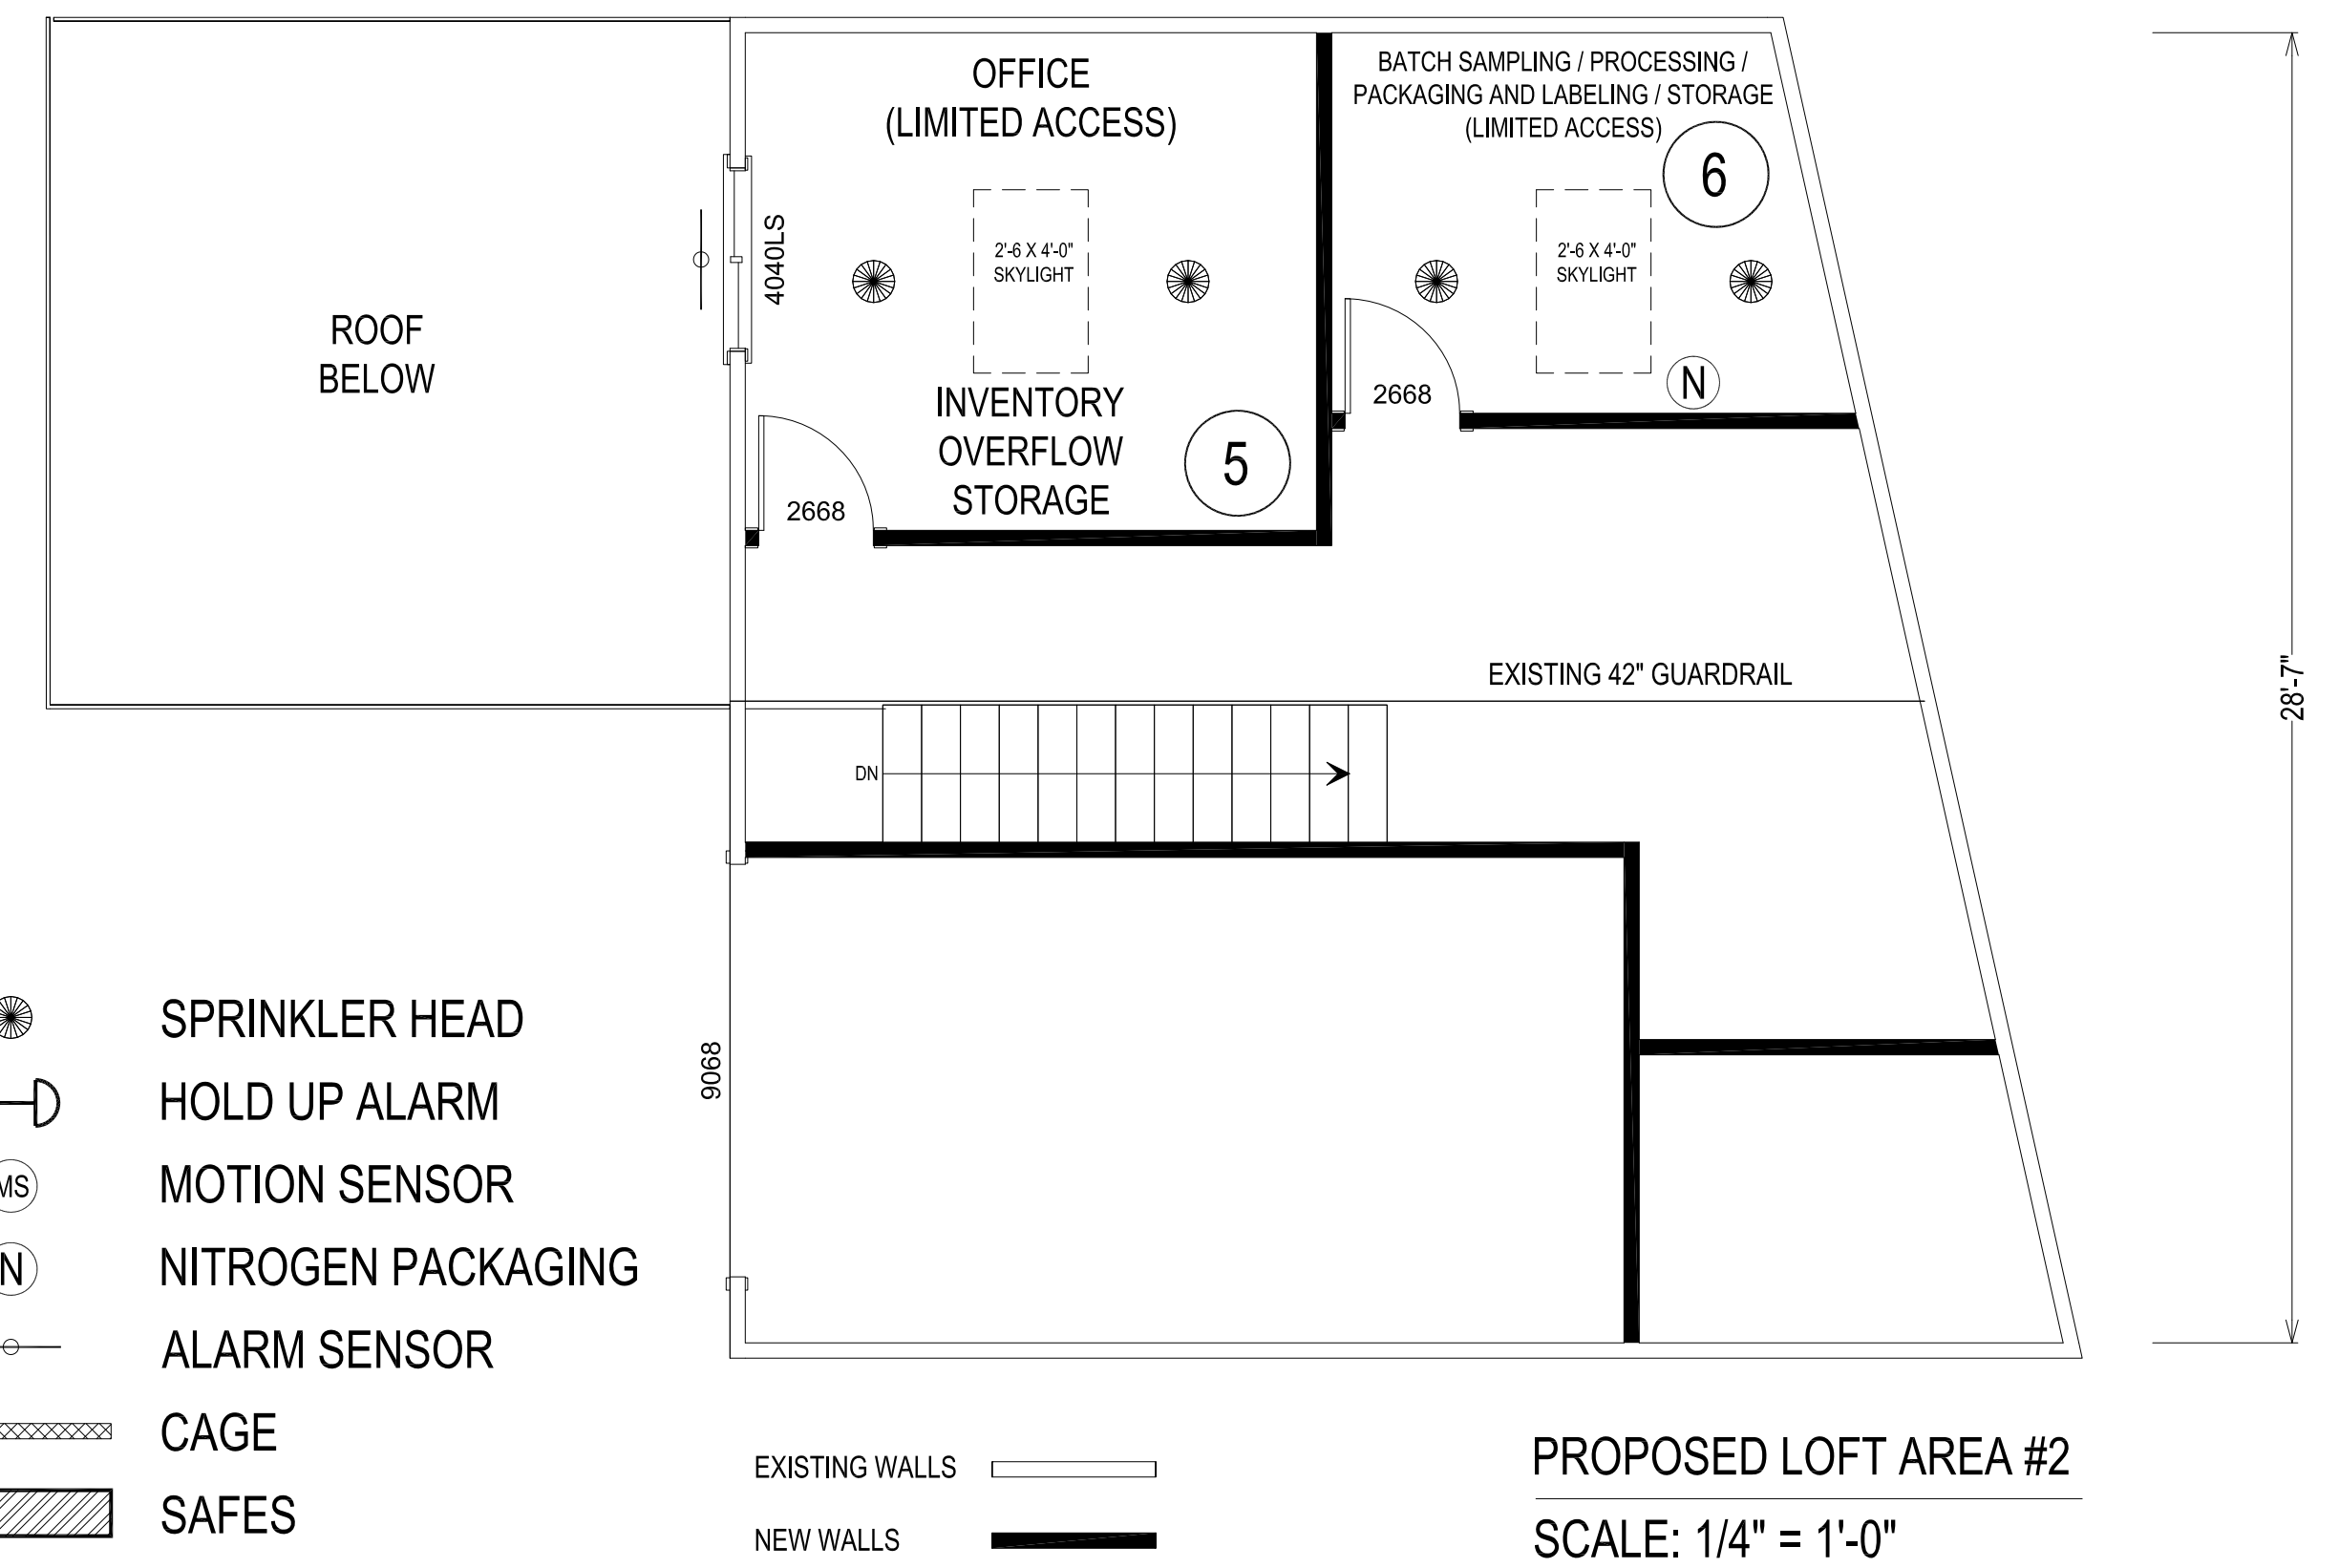 OFFICE
(LIMITED ACCESS)
BATCH SAMPLING / PROCESSING /
PACKAGING AND LABELING / STORAGE
(LIMITED ACCESS)
6
4040LS
2'-6 X 4'-0"
SKYLIGHT
2'-6 X 4'-0"
SKYLIGHT
ROOF
BELOW
N
2668
INVENTORY
OVERFLOW
STORAGE
5
2668
EXISTING 42" GUARDRAIL
28'-7"
DN
9068
SPRINKLER HEAD
HOLD UP ALARM
MS
MOTION SENSOR
N
NITROGEN PACKAGING
ALARM SENSOR
CAGE
SAFES
EXISTING WALLS
NEW WALLS
PROPOSED LOFT AREA #2
SCALE: 1/4" = 1'-0"